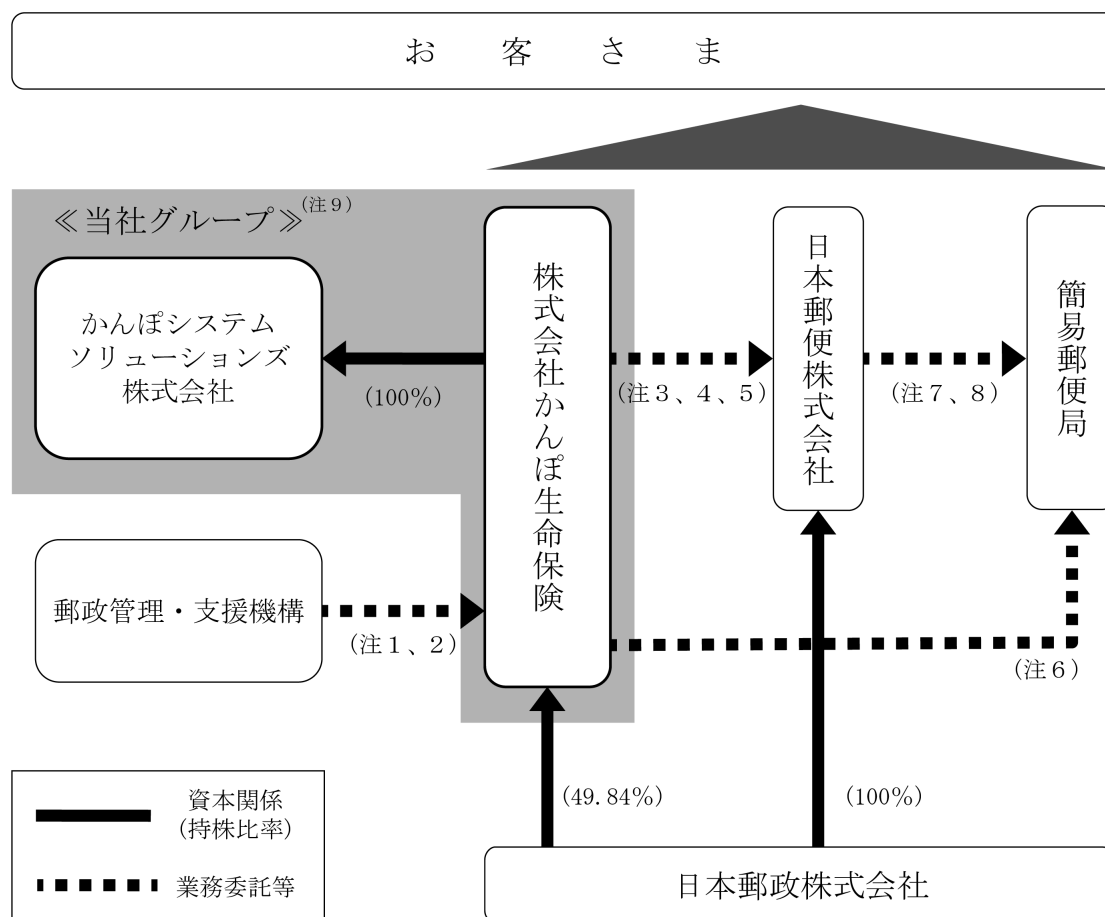 お客さま
≪当社グループ≫(注9)
かんぽシステム
ソリューションズ
株式会社
(100%)
株式会社かんぽ生命保険
(注3、4、5)
日本郵便株式会社
(注7、8)
簡易郵便局
郵政管理・支援機構
(注1、2)
(注6)
(49.84%)
(100%)
資本関係
(持株比率)
業務委託等
日本郵政株式会社